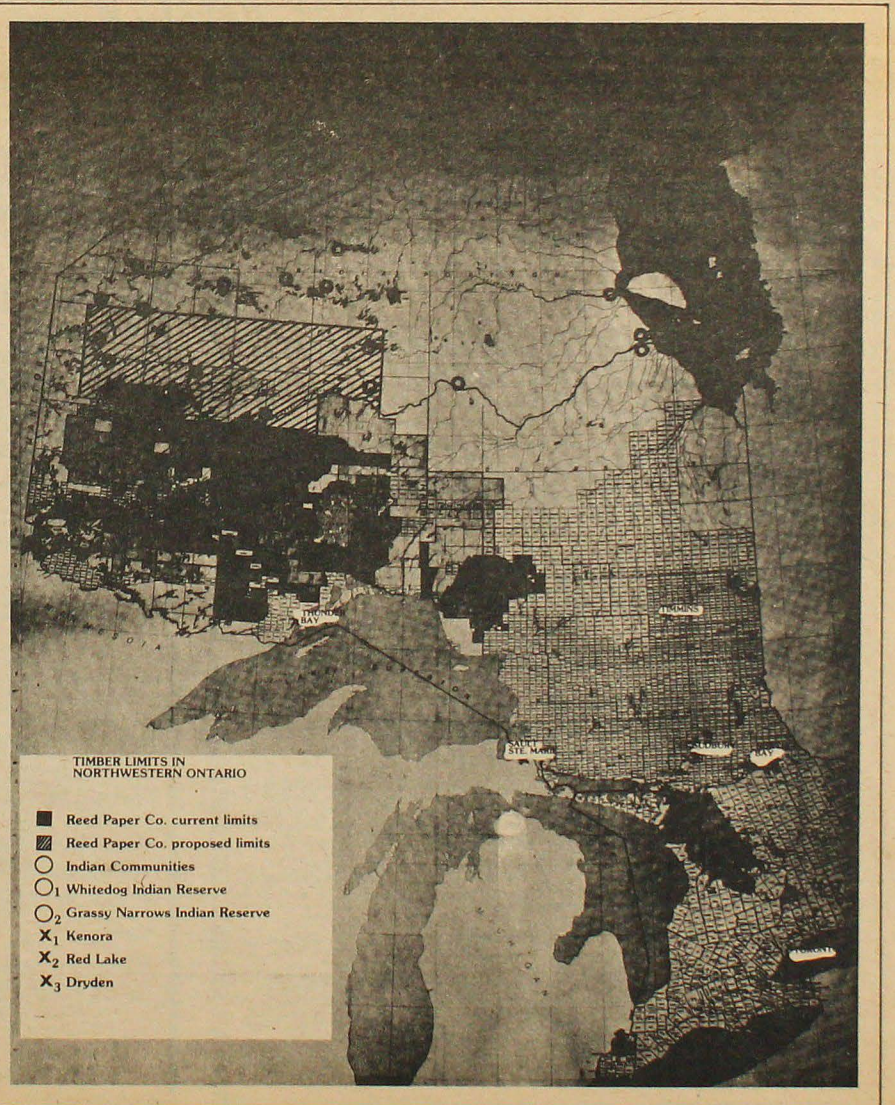 THUNDER
BAY
TIMMINS
SAULT
STE. MARIE
SUDBURY
BAY
TORONTO
TIMBER LIMITS IN
NORTHWESTERN ONTARIO
Reed Paper Co. current limits
Reed Paper Co. proposed limits
Indian Communities
1 Whitedog Indian Reserve
2 Grassy Narrows Indian Reserve
X1 Kenora
X2 Red Lake
X3 Dryden